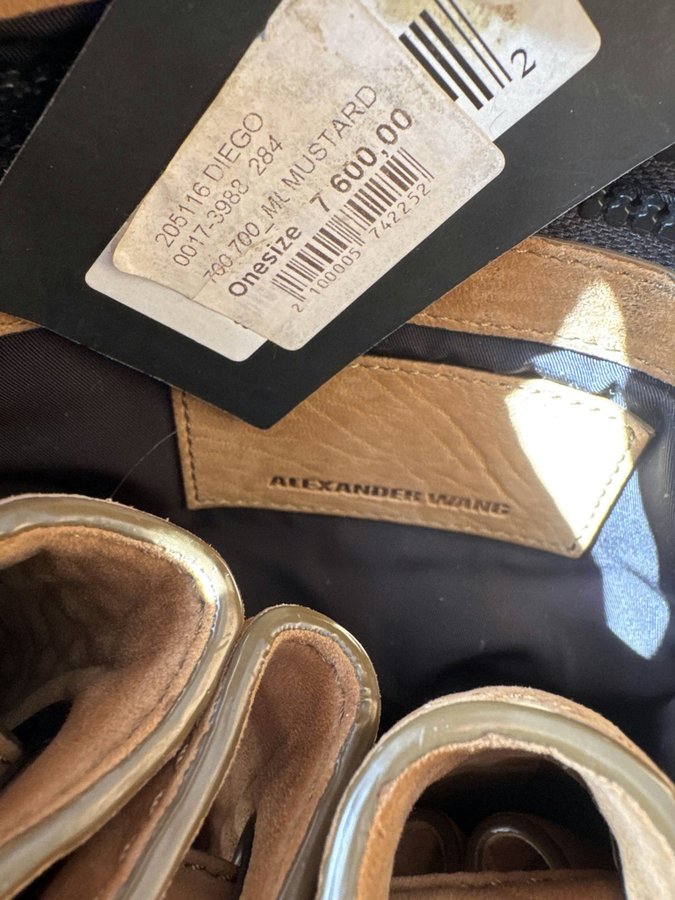 2
205116 DIEGO
0017-3988 284
700 700_ML MUSTARD
Onesize 7 600,00
2 100005 742252
ALEXANDER WANG